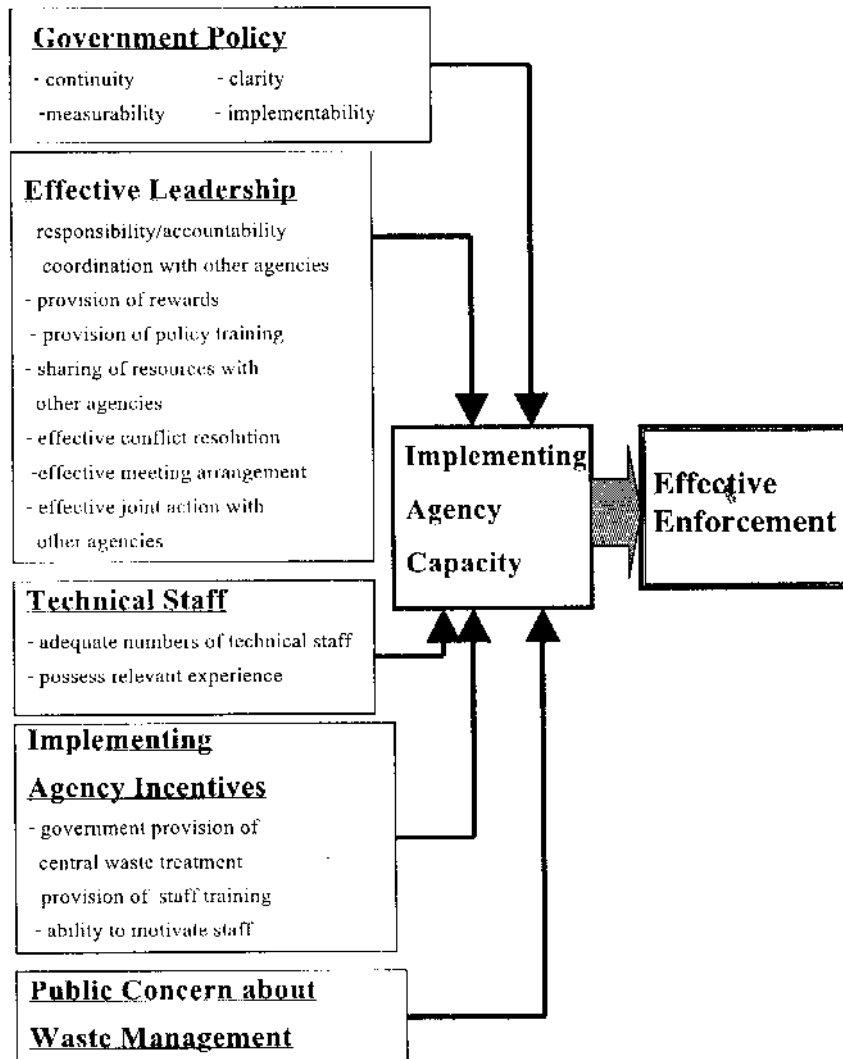 Government Policy
- continuity - clarity
-measurability - implementability
Effective Leadership
responsibility/accountability
coordination with other agencies
- provision of rewards
- provision of policy training
- sharing of resources with
other agencies
- effective conflict resolution
-effective meeting arrangement
- effective joint action with
other agencies
Technical Staff
- adequate numbers of technical staff
- possess relevant experience
Implementing
Agency Incentives
- government provision of
central waste treatment
provision of staff training
- ability to motivate staff
Public Concern about
Waste Management
Implementing
Agency
Capacity
Effective
Enforcement